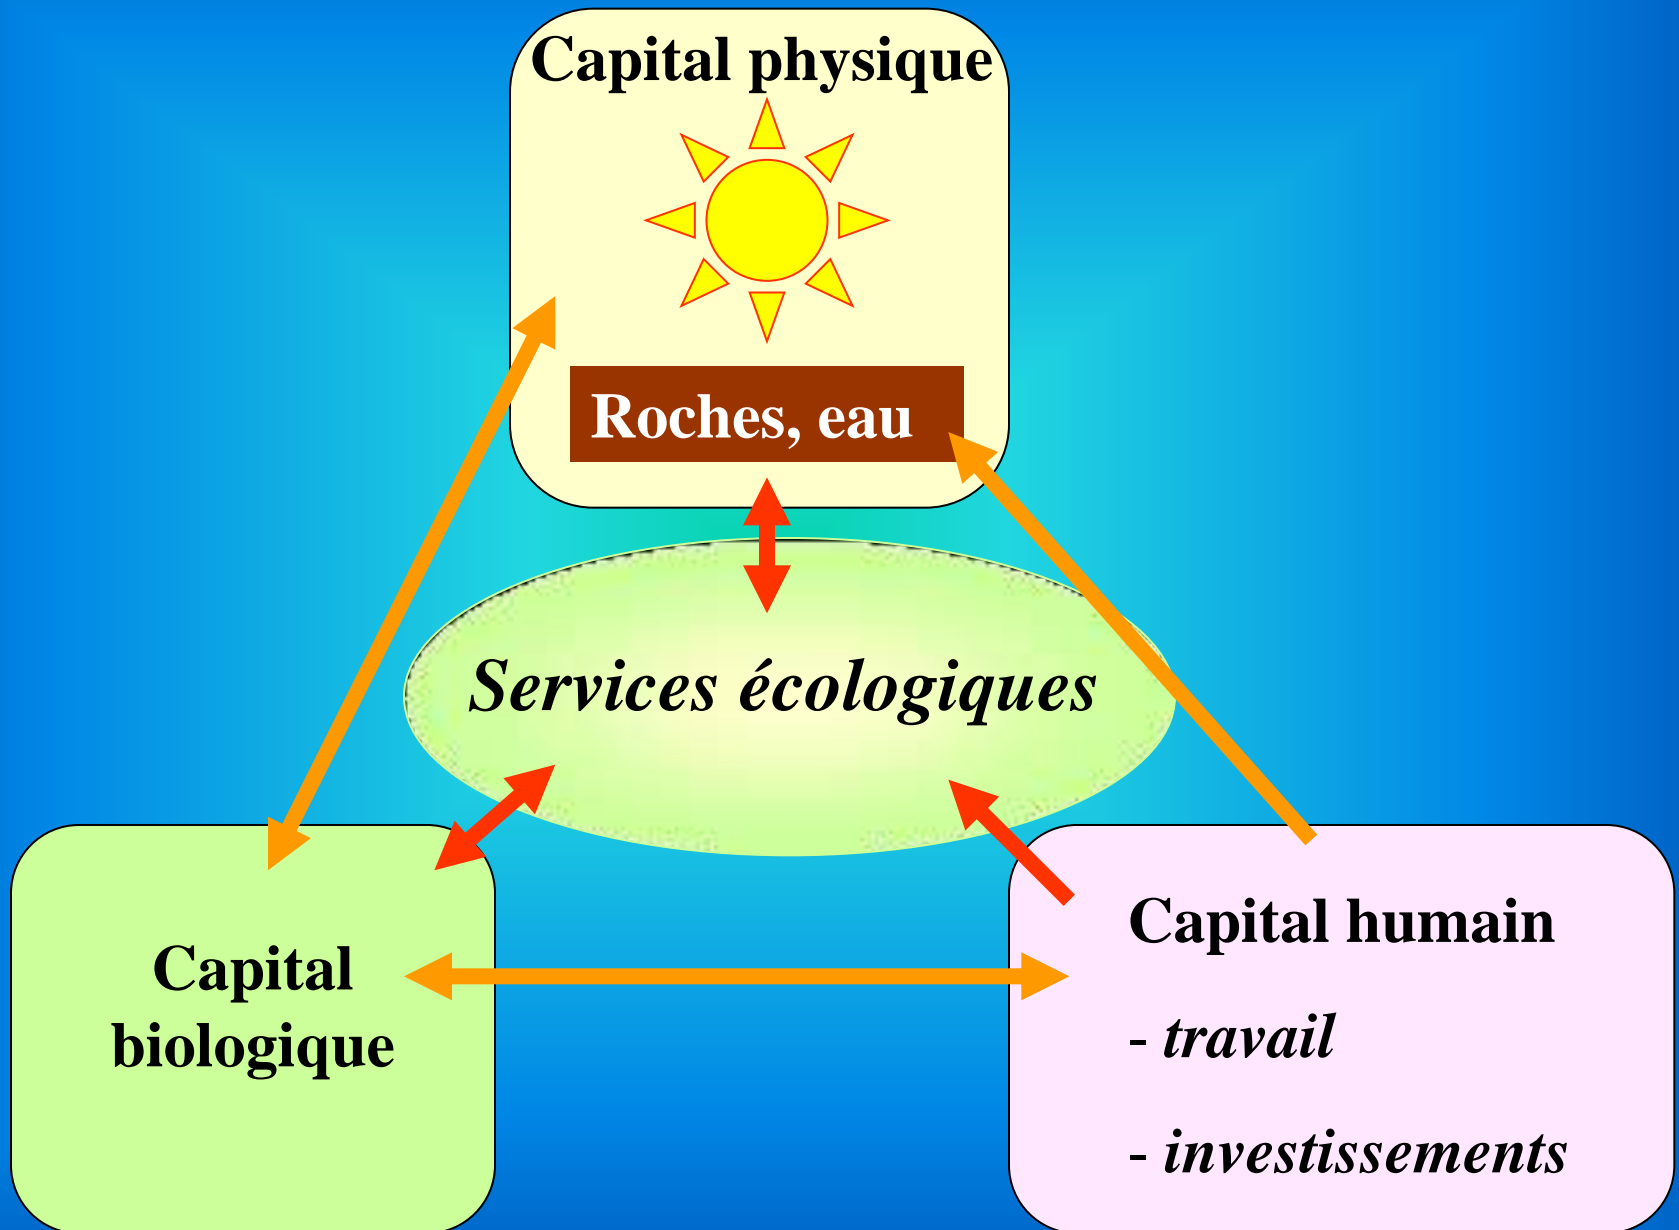 Capital physique
Roches, eau
Services écologiques
Capital
biologique
Capital humain
- travail
- investissements